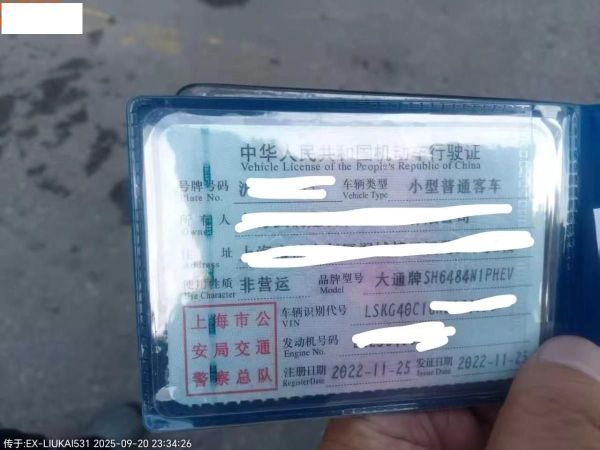 中华人民共和国机动车行驶证
Vehicle License of the People's Republic of China
号牌号码
Plate No.
车辆类型 小型普通客车
Vehicle Type
所有人
Owner
住址 上海
Address
使用性质 非营运
Use Character
品牌型号 大通牌SH6484N1PHEV
Model
上海市公
安局交通
警察总队
车辆识别代号 LSKG40C1
VIN
发动机号码
Engine No.
注册日期 2022-11-25
Register Date
发证日期 2022-11-25
Issue Date
传于:EX-LIUKAI531 2025-09-20 23:34:26